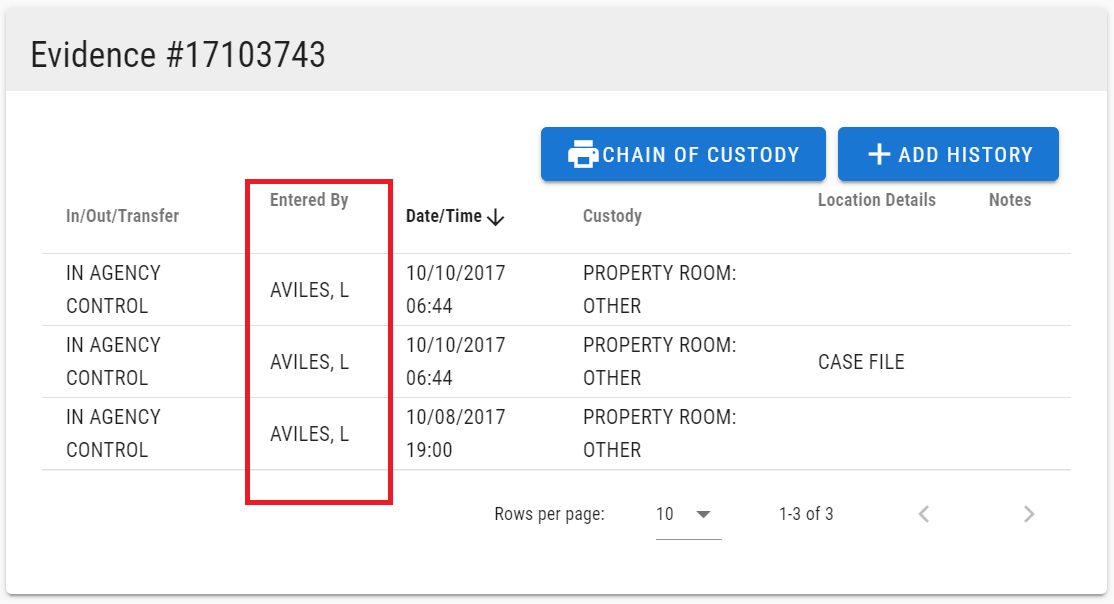 Evidence #17103743
CHAIN OF CUSTODY
ADD HISTORY
In/Out/Transfer Entered By Date/Time Custody Location Details Notes
IN AGENCY CONTROL AVILES, L 10/10/2017 06:44 PROPERTY ROOM: OTHER
IN AGENCY CONTROL AVILES, L 10/10/2017 06:44 PROPERTY ROOM: OTHER CASE FILE
IN AGENCY CONTROL AVILES, L 10/08/2017 19:00 PROPERTY ROOM: OTHER
Rows per page: 10 1-3 of 3